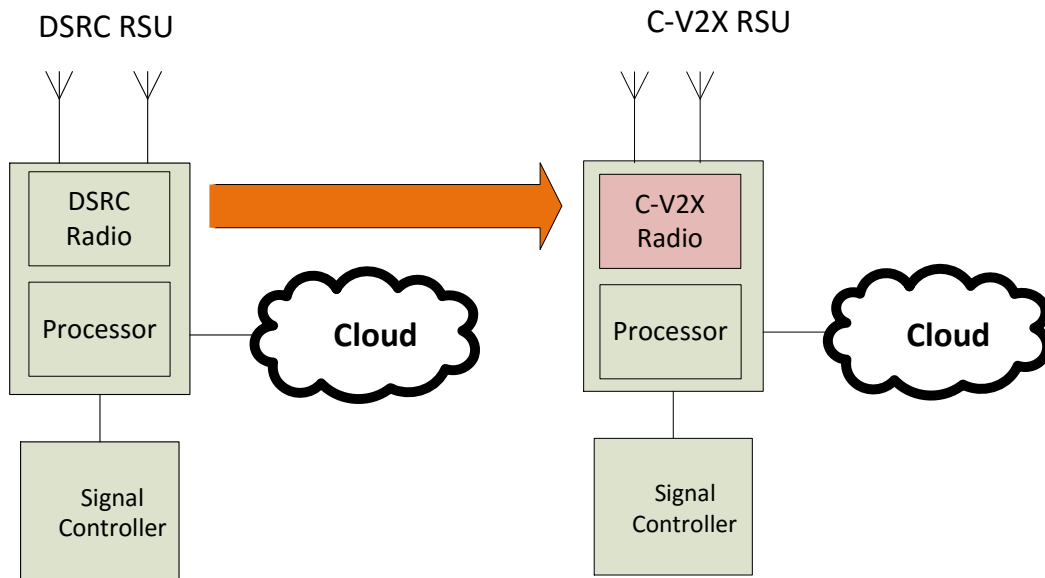 DSRC RSU
C-V2X RSU
DSRC
Radio
C-V2X
Radio
Processor
Cloud
Processor
Cloud
Signal
Controller
Signal
Controller